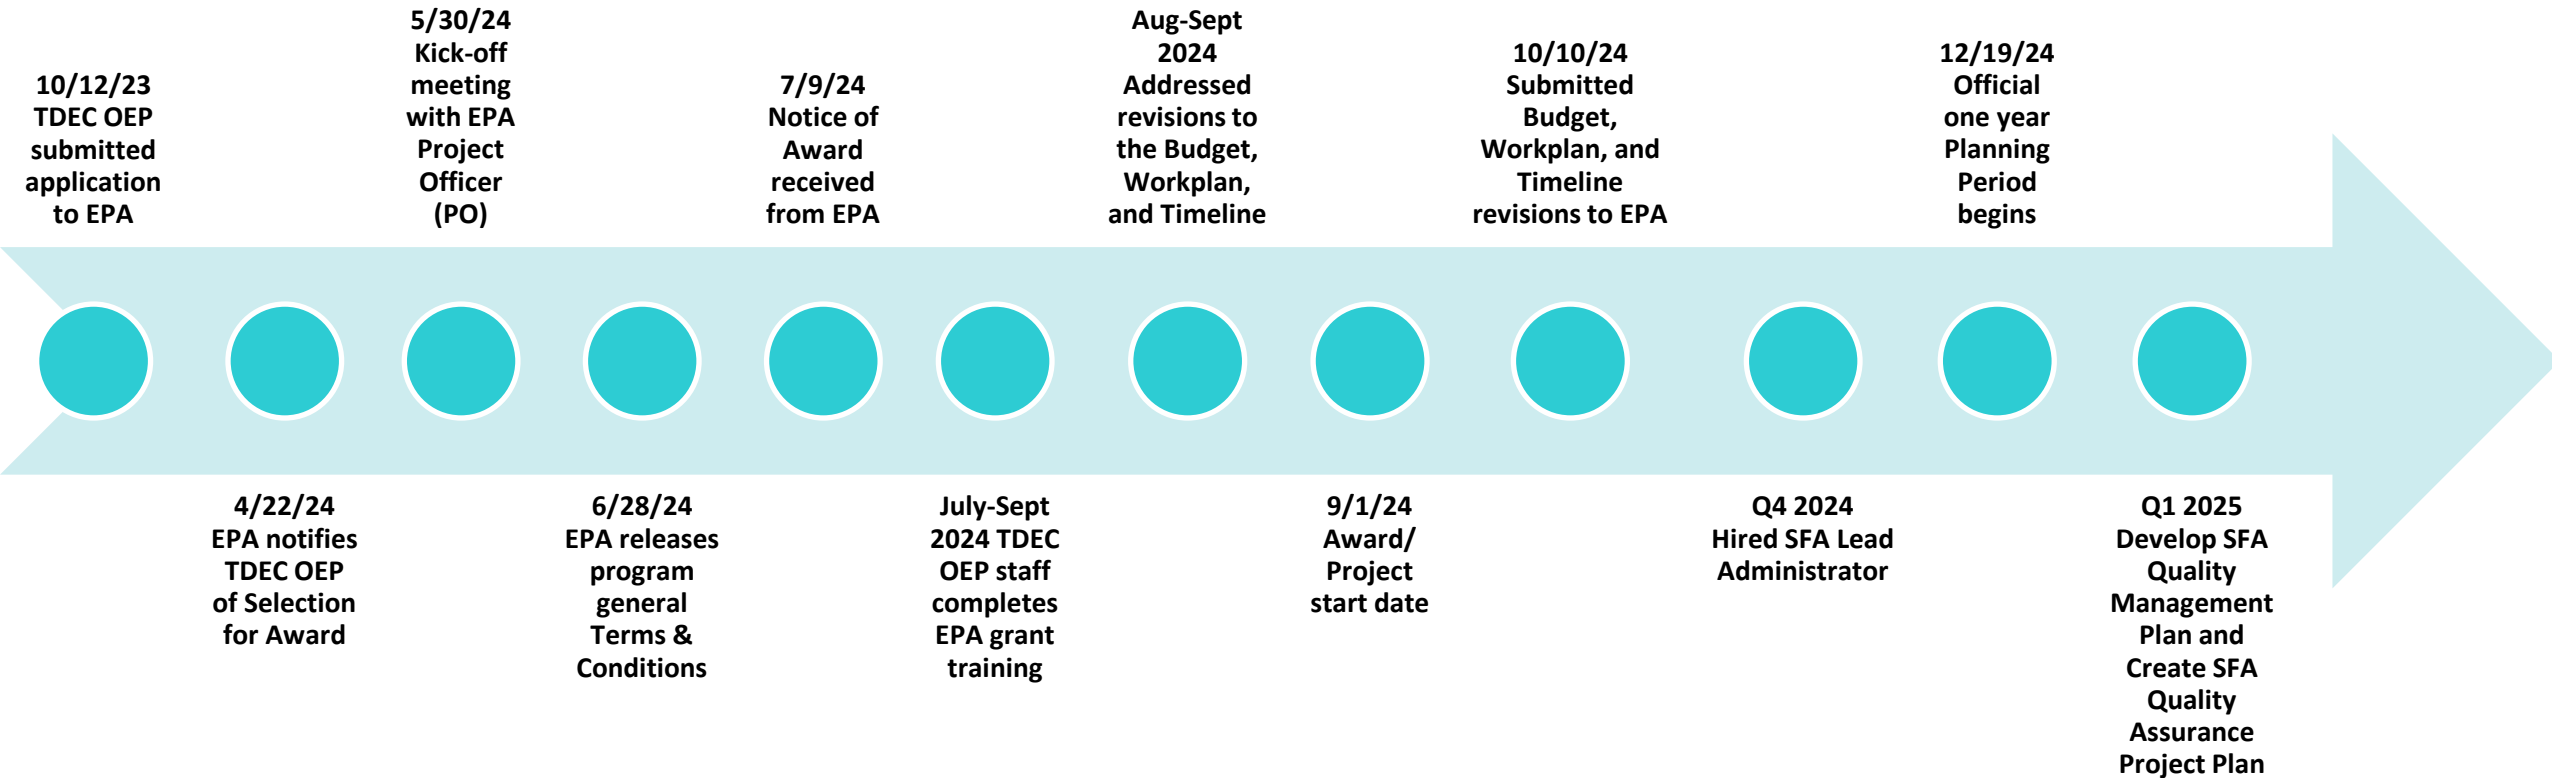 10/12/23
TDEC OEP
submitted
application
to EPA
4/22/24
EPA notifies
TDEC OEP
of Selection
for Award
5/30/24
Kick-off
meeting
with EPA
Project
Officer
(PO)
6/28/24
EPA releases
program
general
Terms &
Conditions
7/9/24
Notice of
Award
received
from EPA
July-Sept
2024 TDEC
OEP staff
completes
EPA grant
training
Aug-Sept
2024
Addressed
revisions to
the Budget,
Workplan,
and Timeline
9/1/24
Award/
Project
start date
10/10/24
Submitted
Budget,
Workplan, and
Timeline
revisions to EPA
Q4 2024
Hired SFA Lead
Administrator
12/19/24
Official
one year
Planning
Period
begins
Q1 2025
Develop SFA
Quality
Management
Plan and
Create SFA
Quality
Assurance
Project Plan